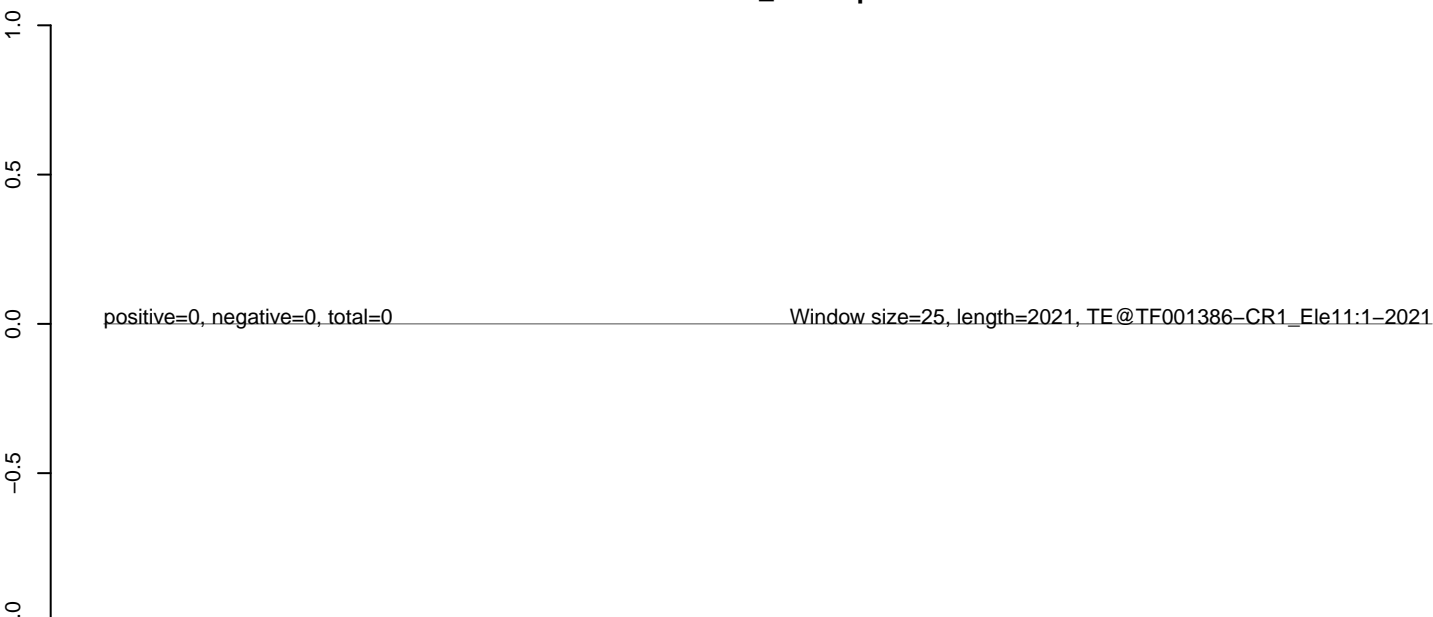 1.0
0.5
0.0
positive=0, negative=0, total=0
Window size=25, length=2021, TE@TF001386−CR1_Ele11:1−2021
−0.5